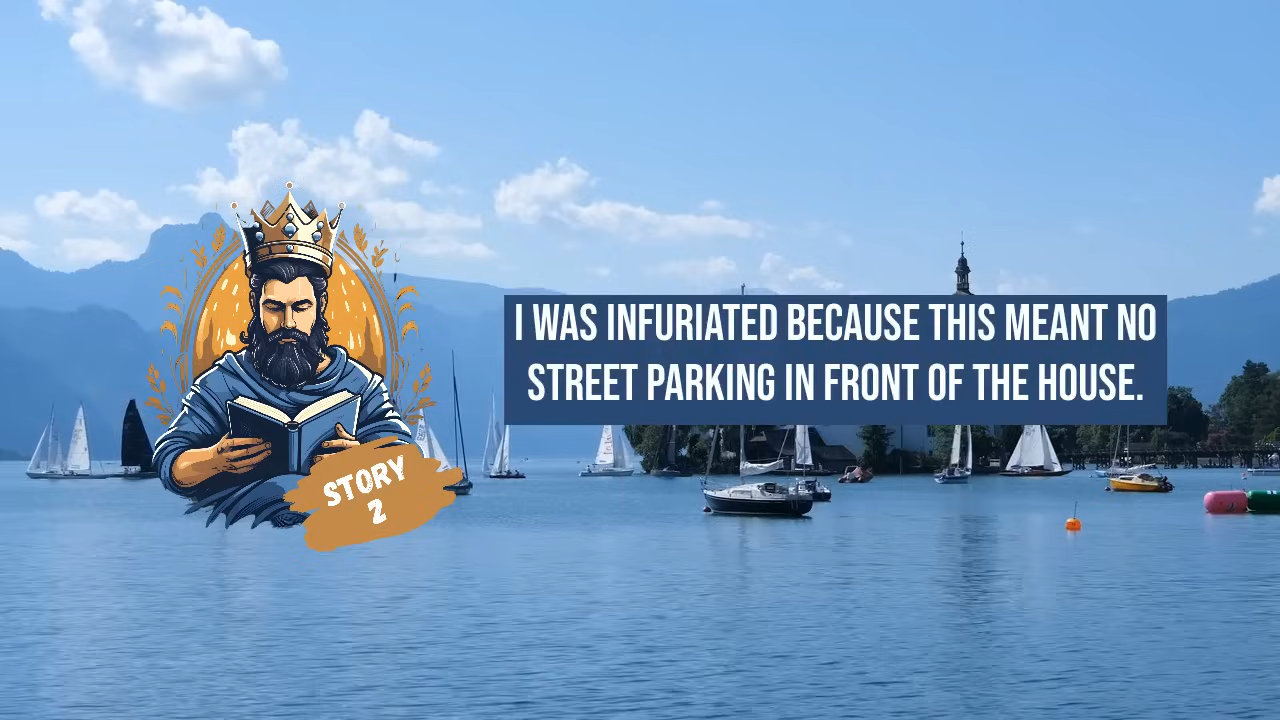 I WAS INFURIATED BECAUSE THIS MEANT NO
STREET PARKING IN FRONT OF THE HOUSE.
STORY
2